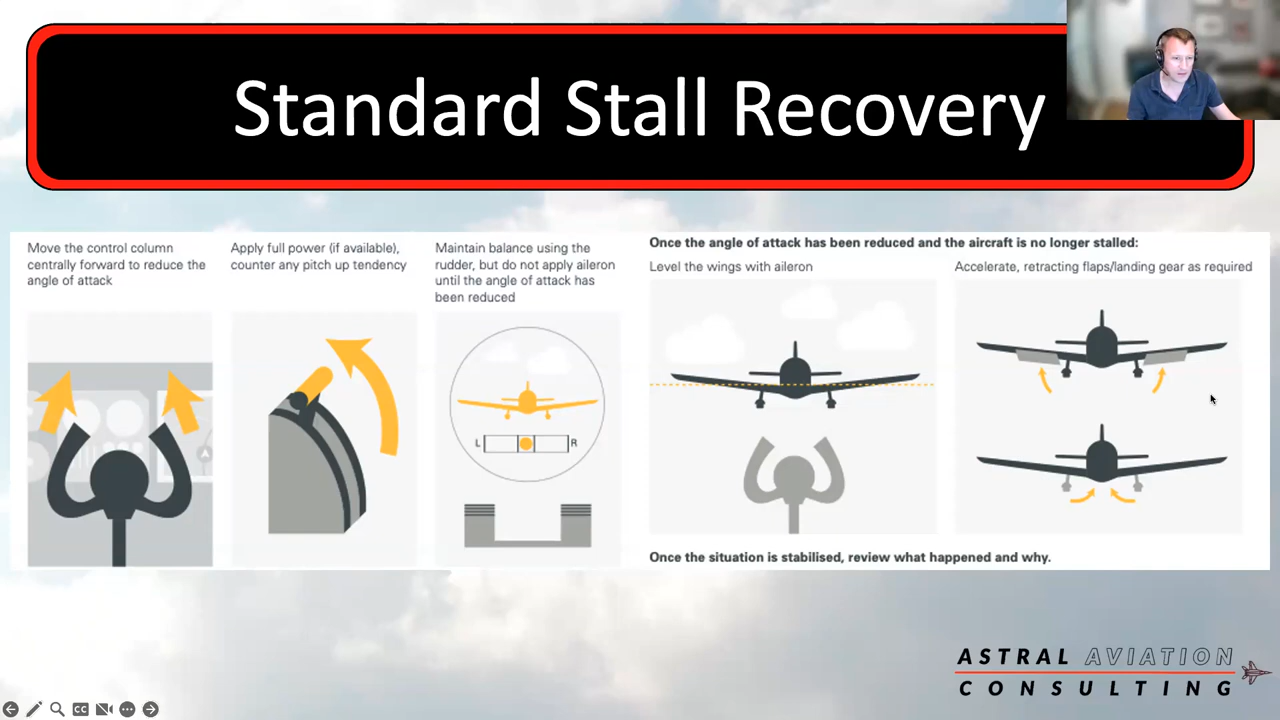 Standard Stall Recovery
Move the control column
centrally forward to reduce the
angle of attack
Apply full power (if available),
counter any pitch up tendency
Maintain balance using the
rudder, but do not apply aileron
until the angle of attack has
been reduced
L
R
Once the angle of attack has been reduced and the aircraft is no longer stalled:
Level the wings with aileron
Accelerate, retracting flaps/landing gear as required
Once the situation is stabilised, review what happened and why.
ASTRAL AVIATION
CONSULTING
CC